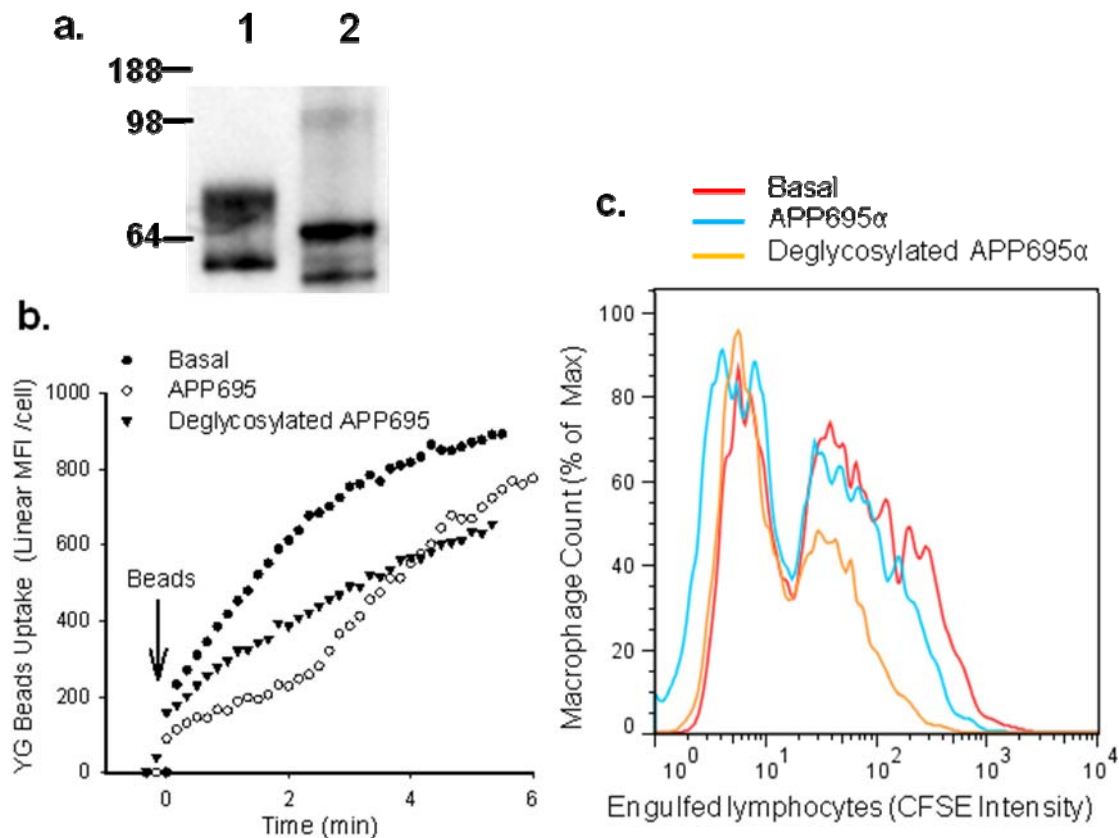 a.
1 2
188
98
64
b.
Basal
APP695
Deglycosylated APP695
1000
800
600
400
200
0
YG Beads Uptake (Linear MFI /cell)
Beads
0 2 4 6
Time (min)
c.
Basal
APP695α
Deglycosylated APP695α
100
80
60
40
20
0
Macrophage Count (% of Max)
10⁰ 10¹ 10² 10³ 10⁴
Engulfed lymphocytes (CFSE Intensity)